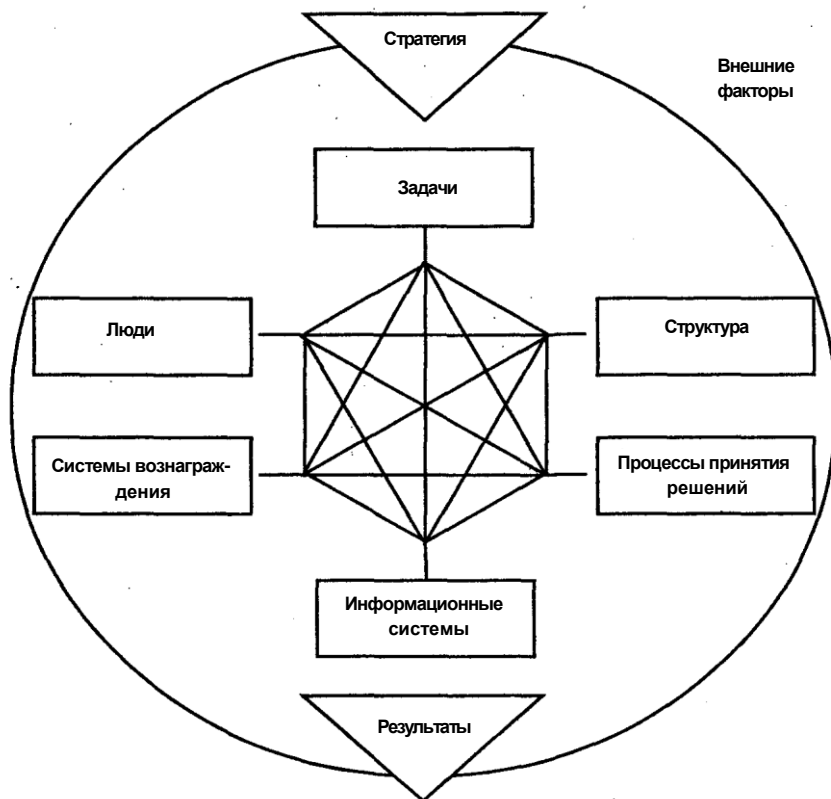 Стратегия
Внешние
факторы
Задачи
Люди
Структура
Системы вознаграж-
дения
Процессы принятия
решений
Информационные
системы
Результаты